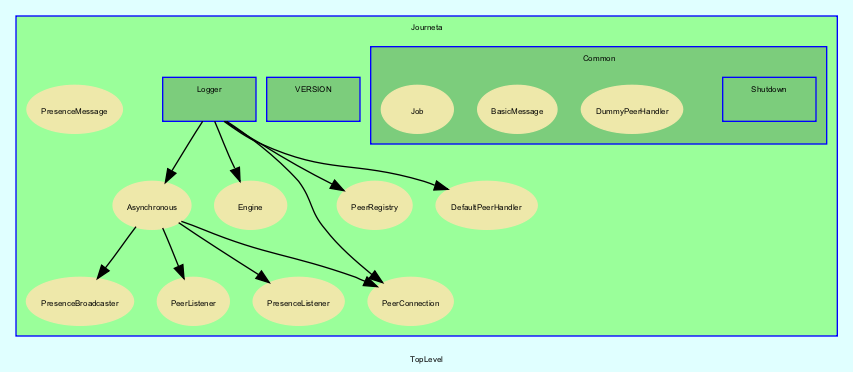 Journeta
Common
Logger
VERSION
Shutdown
PresenceMessage
Job
BasicMessage
DummyPeerHandler
Asynchronous
Engine
PeerRegistry
DefaultPeerHandler
PresenceBroadcaster
PeerListener
PresenceListener
PeerConnection
TopLevel